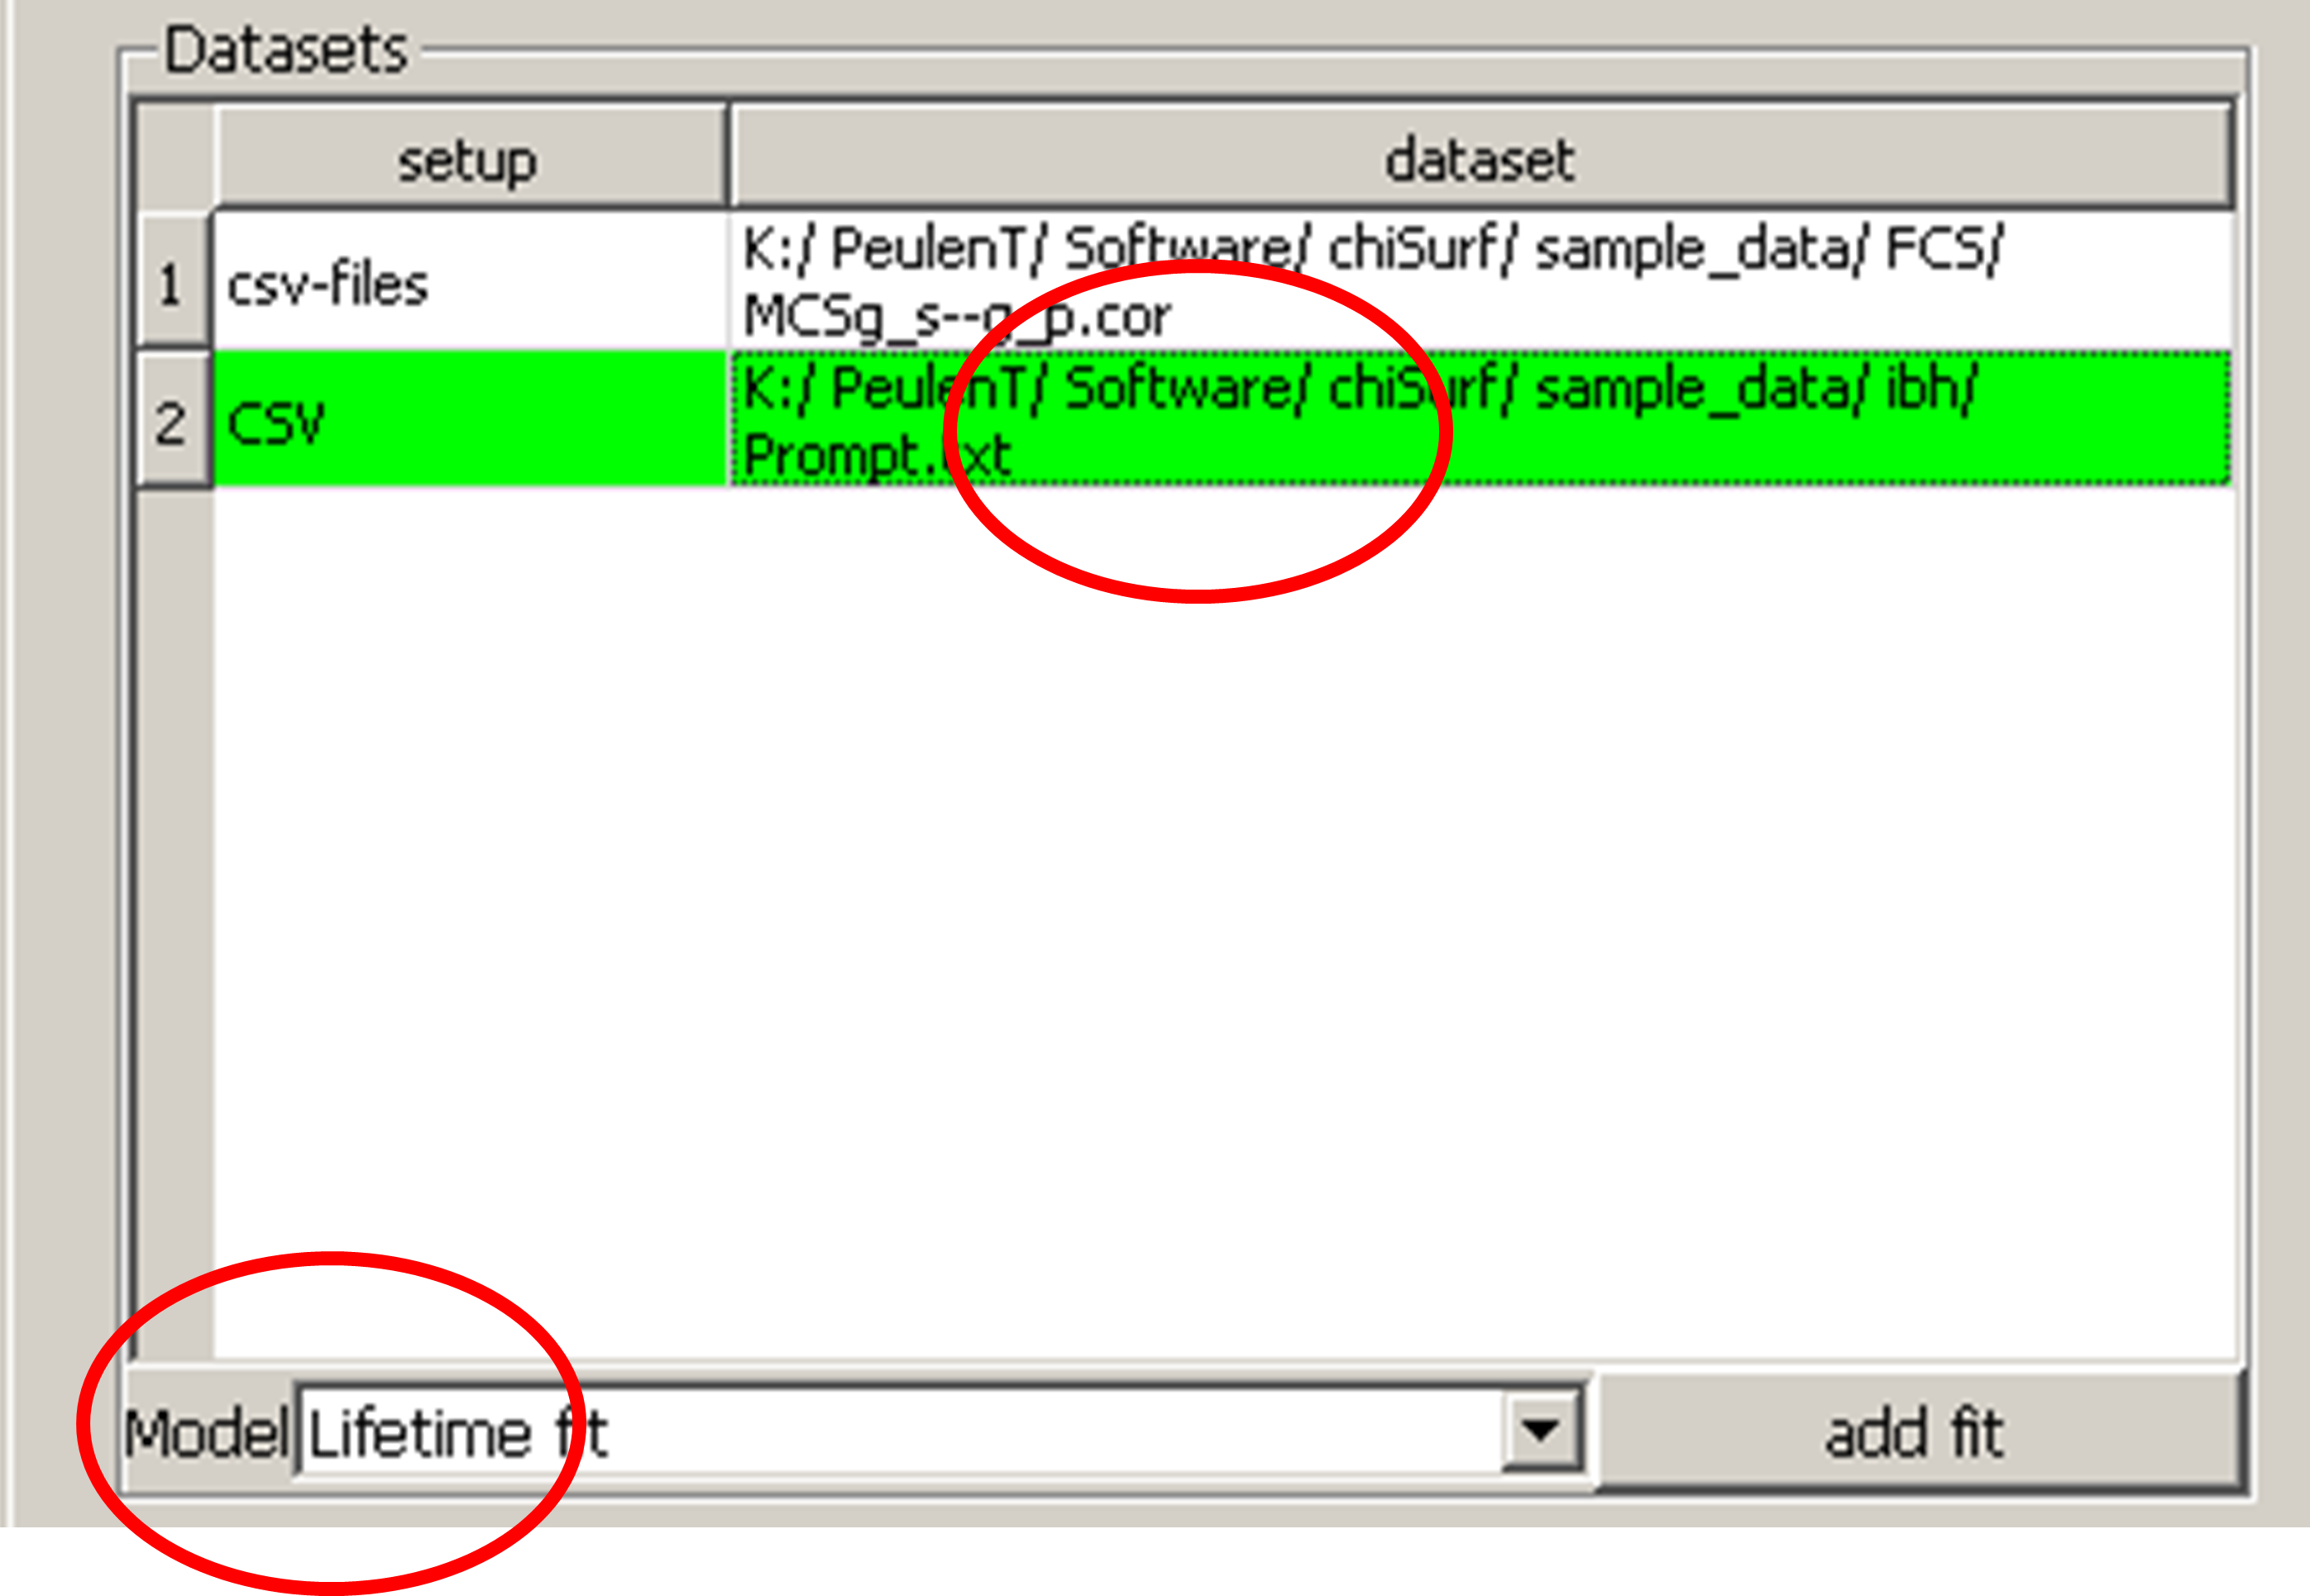 Datasets
setup dataset
1 csv-files K:/ PeulenT/ Software/ chiSurf/ sample_data/ FCS/
MCSg_s--g_p.cor
2 CSV K:/ PeulenT/ Software/ chiSurf/ sample_data/ ibh/
Prompt.txt
Model Lifetime fit add fit